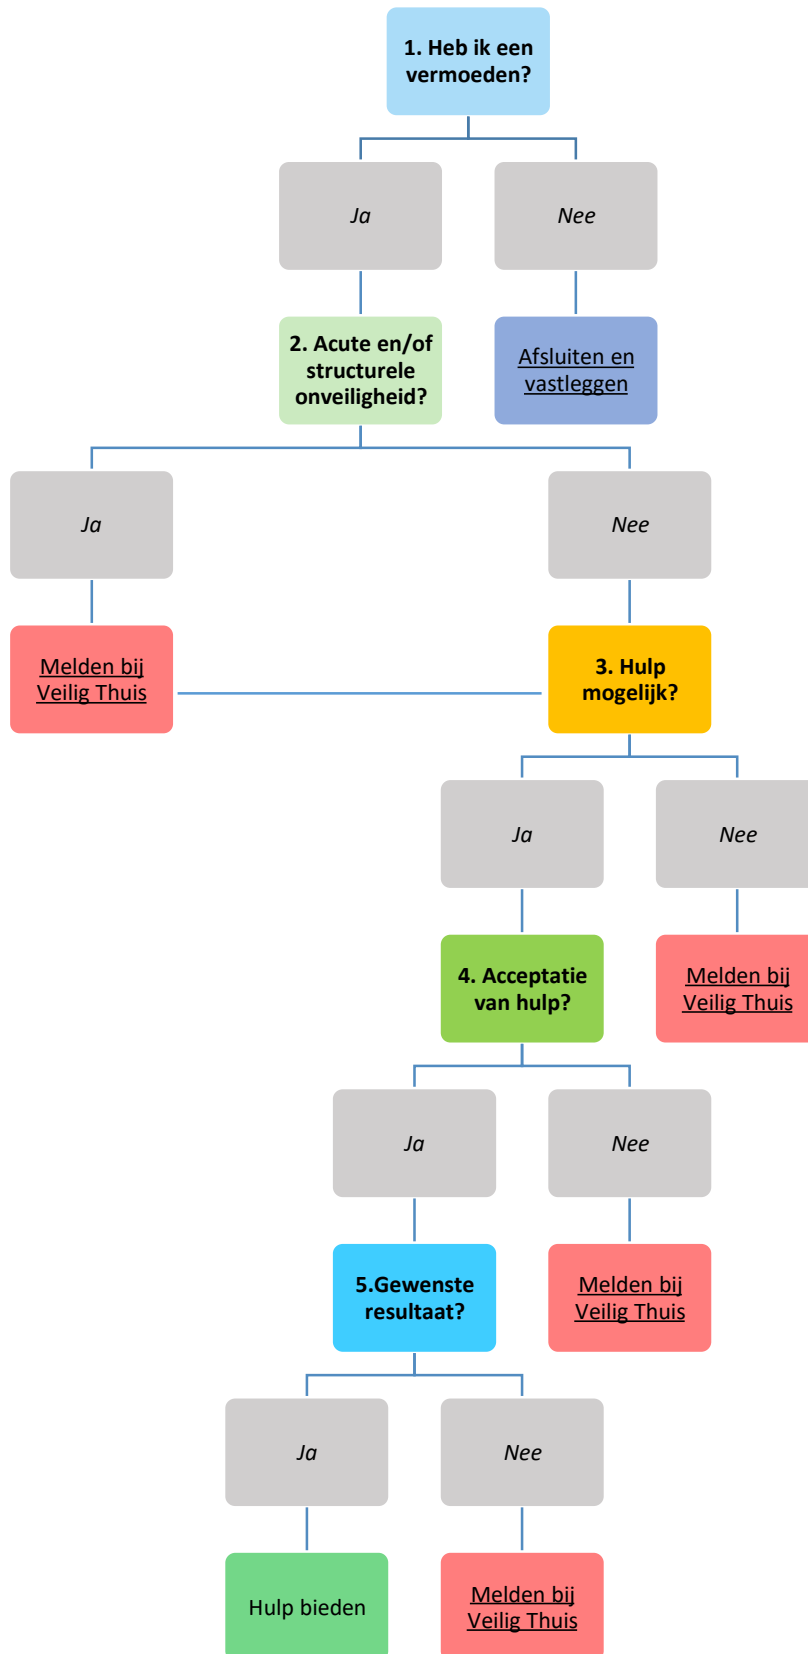 1. Heb ik een
vermoeden?
Ja
Nee
2. Acute en/of
structurele
onveiligheid?
Afsluiten en
vastleggen
Ja
Nee
Melden bij
Veilig Thuis
3. Hulp
mogelijk?
Ja
Nee
4. Acceptatie
van hulp?
Melden bij
Veilig Thuis
Ja
Nee
5.Gewenste
resultaat?
Melden bij
Veilig Thuis
Ja
Nee
Hulp bieden
Melden bij
Veilig Thuis